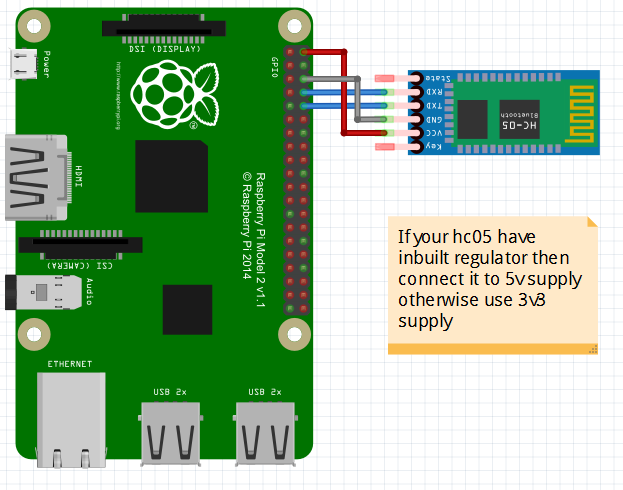 DSI (DISPLAY)
Power
http://www.raspberrypi.org
GPIO
®
HDMI
Raspberry Pi Model 2 v1.1
© Raspberry Pi 2014
CSI (CAMERA)
Audio
ETHERNET
USB 2x
USB 2x
State
RXD
TXD
GND
VCC
Key
HC-05
Bluetooth
If your hc05 have
inbuilt regulator then
connect it to 5v supply
otherwise use 3v3
supply